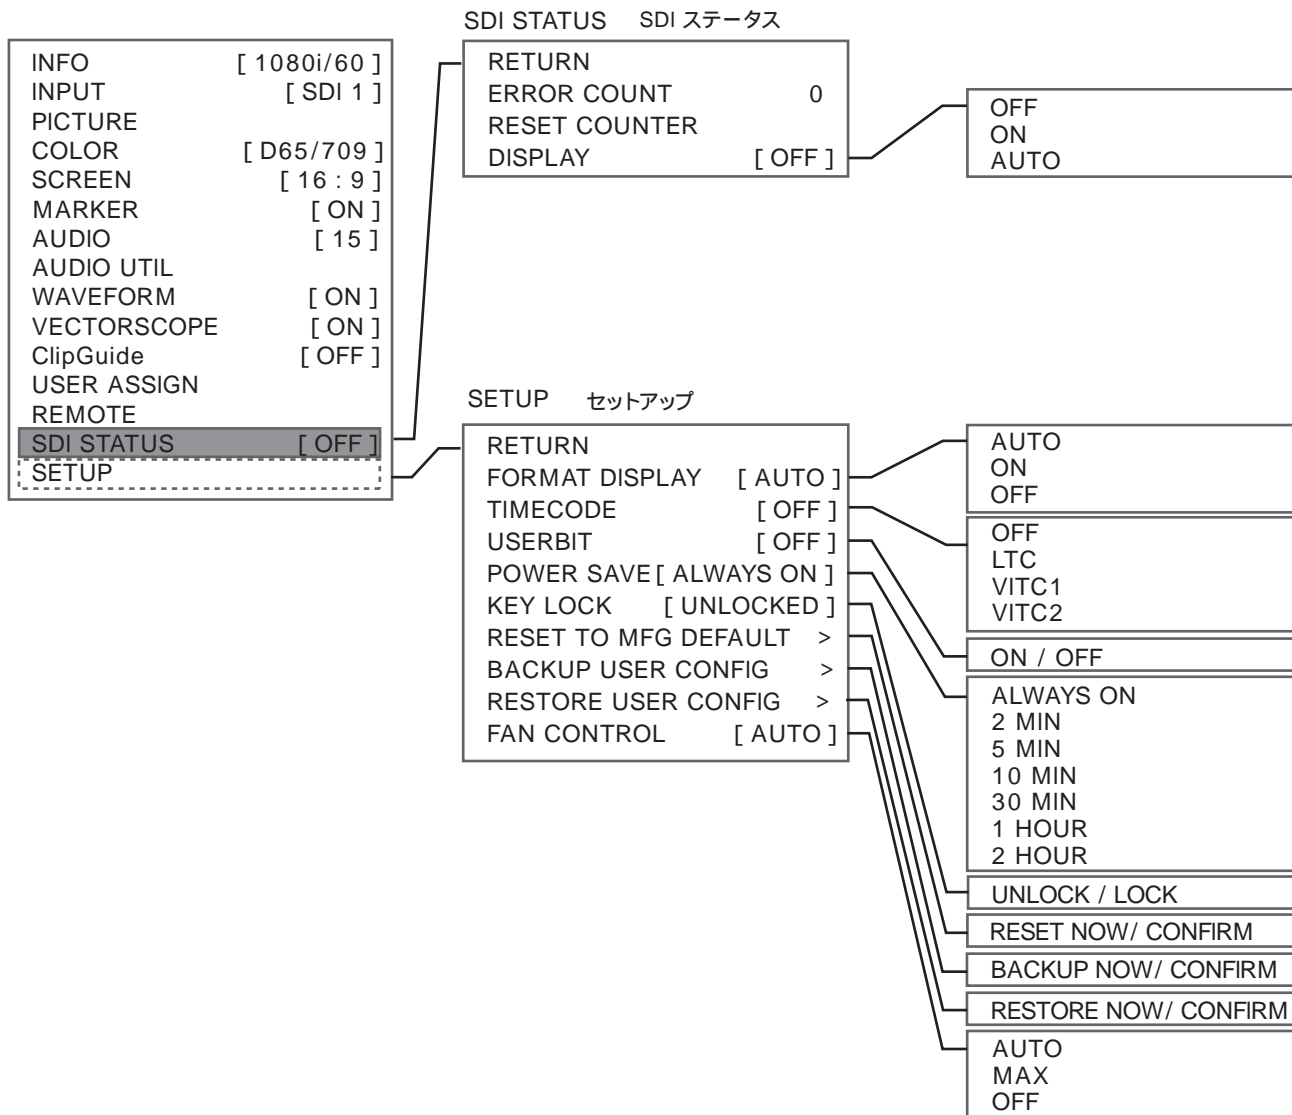 SDI STATUS SDI ステータス
INFO [ 1080i/60 ]
INPUT [ SDI 1 ]
PICTURE
COLOR [ D65/709 ]
SCREEN [ 16 : 9 ]
MARKER [ ON ]
AUDIO [ 15 ]
AUDIO UTIL
WAVEFORM [ ON ]
VECTORSCOPE [ ON ]
ClipGuide [ OFF ]
USER ASSIGN
REMOTE
SDI STATUS [ OFF ]
SETUP
RETURN
ERROR COUNT 0
RESET COUNTER
DISPLAY [ OFF ]
OFF
ON
AUTO
SETUP セットアップ
RETURN
FORMAT DISPLAY [ AUTO ]
TIMECODE [ OFF ]
USERBIT [ OFF ]
POWER SAVE [ ALWAYS ON ]
KEY LOCK [ UNLOCKED ]
RESET TO MFG DEFAULT >
BACKUP USER CONFIG >
RESTORE USER CONFIG >
FAN CONTROL [ AUTO ]
AUTO
ON
OFF
OFF
LTC
VITC1
VITC2
ON / OFF
ALWAYS ON
2 MIN
5 MIN
10 MIN
30 MIN
1 HOUR
2 HOUR
UNLOCK / LOCK
RESET NOW/ CONFIRM
BACKUP NOW/ CONFIRM
RESTORE NOW/ CONFIRM
AUTO
MAX
OFF